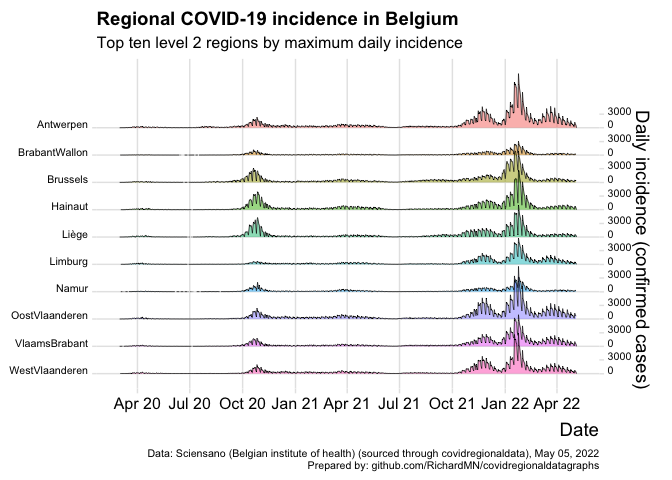 Regional COVID-19 incidence in Belgium
Top ten level 2 regions by maximum daily incidence
Antwerpen
3000
0
BrabantWallon
3000
0
Brussels
3000
0
Hainaut
3000
0
Liège
3000
0
Limburg
3000
0
Namur
3000
0
OostVlaanderen
3000
0
VlaamsBrabant
3000
0
WestVlaanderen
3000
0
Daily incidence (confirmed cases)
Apr 20 Jul 20 Oct 20 Jan 21 Apr 21 Jul 21 Oct 21 Jan 22 Apr 22
Date
Data: Sciensano (Belgian institute of health) (sourced through covidregionaldata), May 05, 2022
Prepared by: github.com/RichardMN/covidregionaldatagraphs